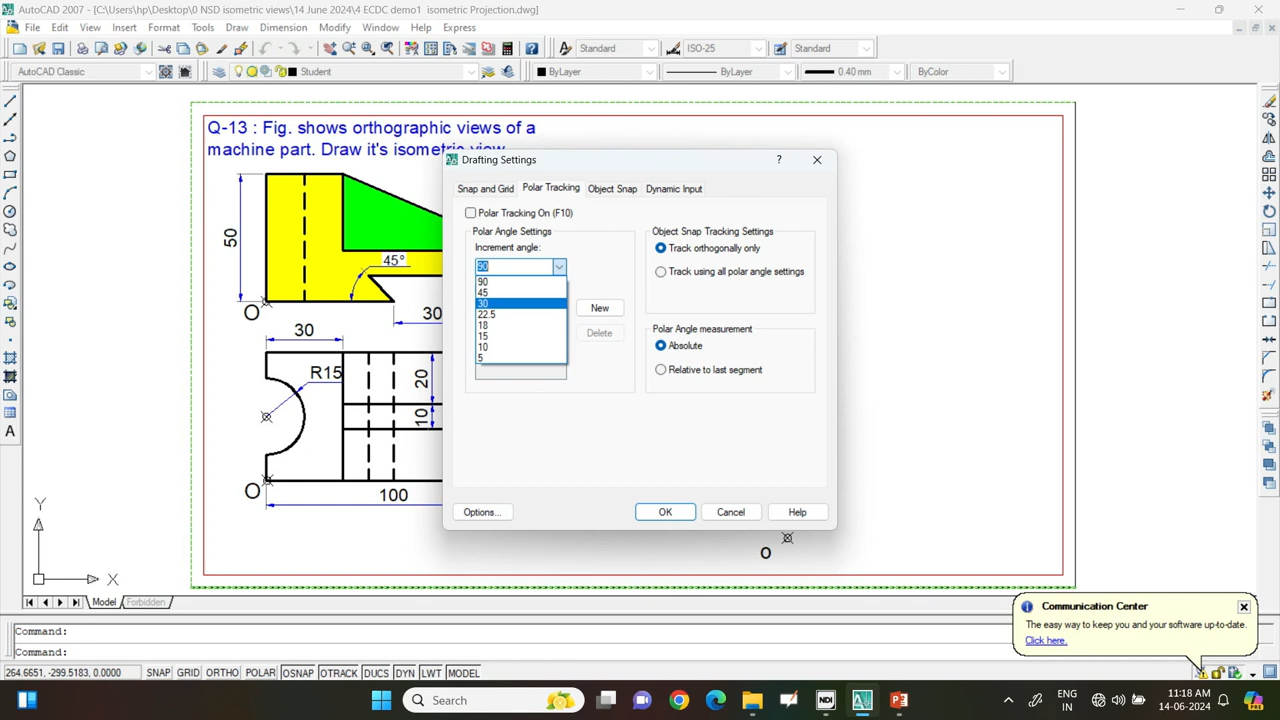 AutoCAD 2007 - [C:\Users\hp\Desktop\0 NSD isometric views\14 June 2024\4 ECDC demo1  isometric Projection.dwg]
File Edit View Insert Format Tools Draw Dimension Modify Window Help Express
Standard ISO-25 Standard
AutoCAD Classic Student ByLayer ByLayer 0.40 mm ByColor
Q-13 : Fig. shows orthographic views of a
machine part. Draw it's isometric view
50
45°
O
30
30
R15
20
10
O
100
Drafting Settings
Snap and Grid Polar Tracking Object Snap Dynamic Input
Polar Tracking On (F10)
Polar Angle Settings
Increment angle:
90
90
45
30
22.5
18
15
10
5
New
Delete
Object Snap Tracking Settings
Track orthogonally only
Track using all polar angle settings
Polar Angle measurement
Absolute
Relative to last segment
Options... OK Cancel Help
O
Y
X
Model Forbidden
Command:
Command:
Communication Center
The easy way to keep you and your software up-to-date.
Click here.
264.6651, -299.5183, 0.0000 SNAP GRID ORTHO POLAR OSNAP OTRACK DUCS DYN LWT MODEL
Search
ENG
IN
11:18 AM
14-06-2024